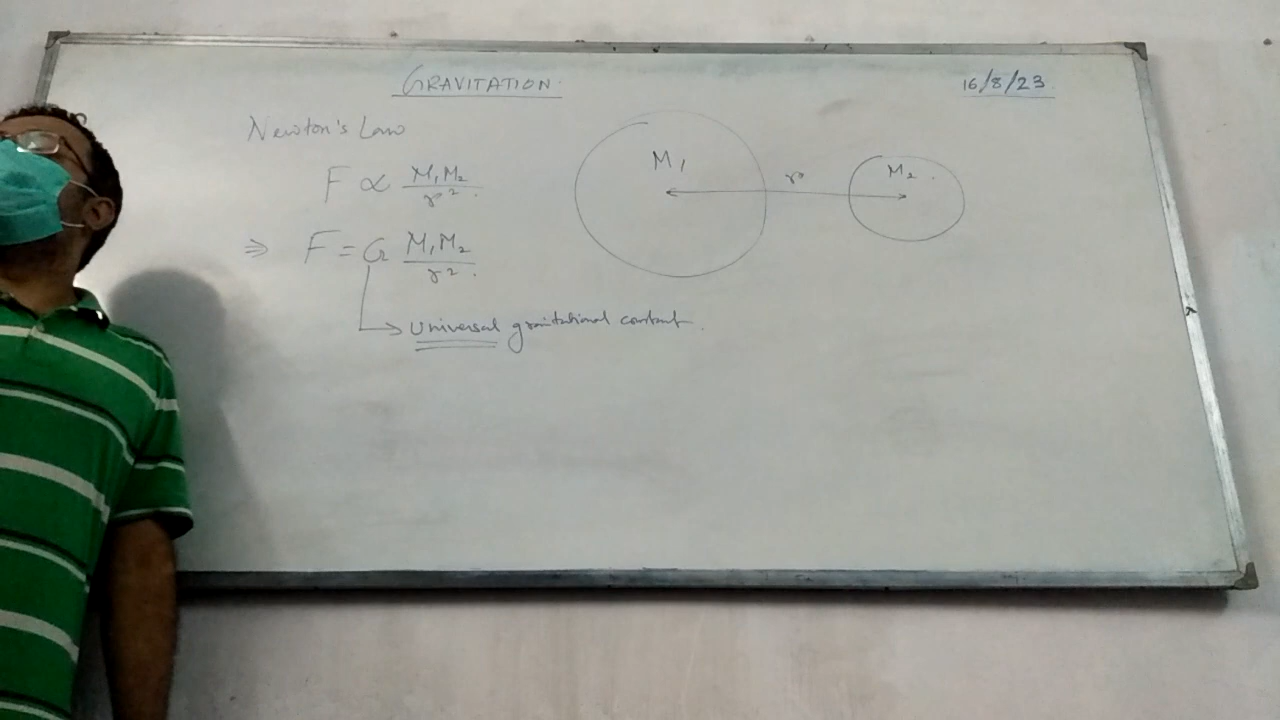 GRAVITATION.
16/8/23
Newton's Law
F ∝ M₁M₂/r².
⇒ F = G M₁M₂/r².
Universal gravitational constant.
M₁
r
M₂.